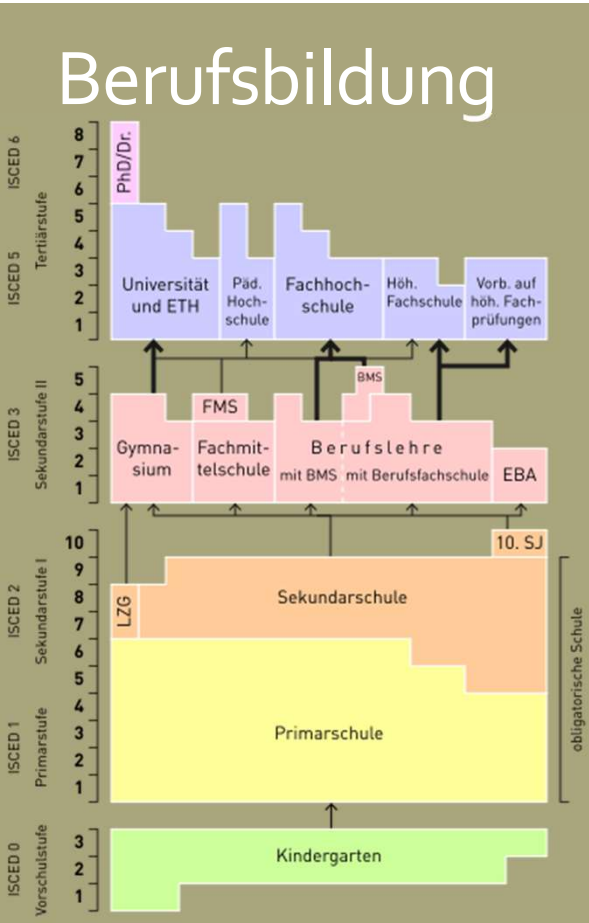 Berufsbildung
ISCED 6
ISCED 5
Tertiärstufe
8
7
6
5
4
3
2
1
PhD/Dr.
Universität
und ETH
Päd.
Hoch-
schule
Fachhoch-
schule
Höh.
Fachschule
Vorb. auf
höh. Fach-
prüfungen
ISCED 3
Sekundarstufe II
5
4
3
2
1
BMS
FMS
Gymna-
sium
Fachmit-
telschule
Berufslehre
mit BMS
mit Berufsfachschule
EBA
ISCED 2
Sekundarstufe I
10
9
8
7
6
5
4
3
2
1
10. SJ
LZG
Sekundarschule
obligatorische Schule
ISCED 1
Primarstufe
Primarschule
ISCED 0
Vorschulstufe
3
2
1
Kindergarten